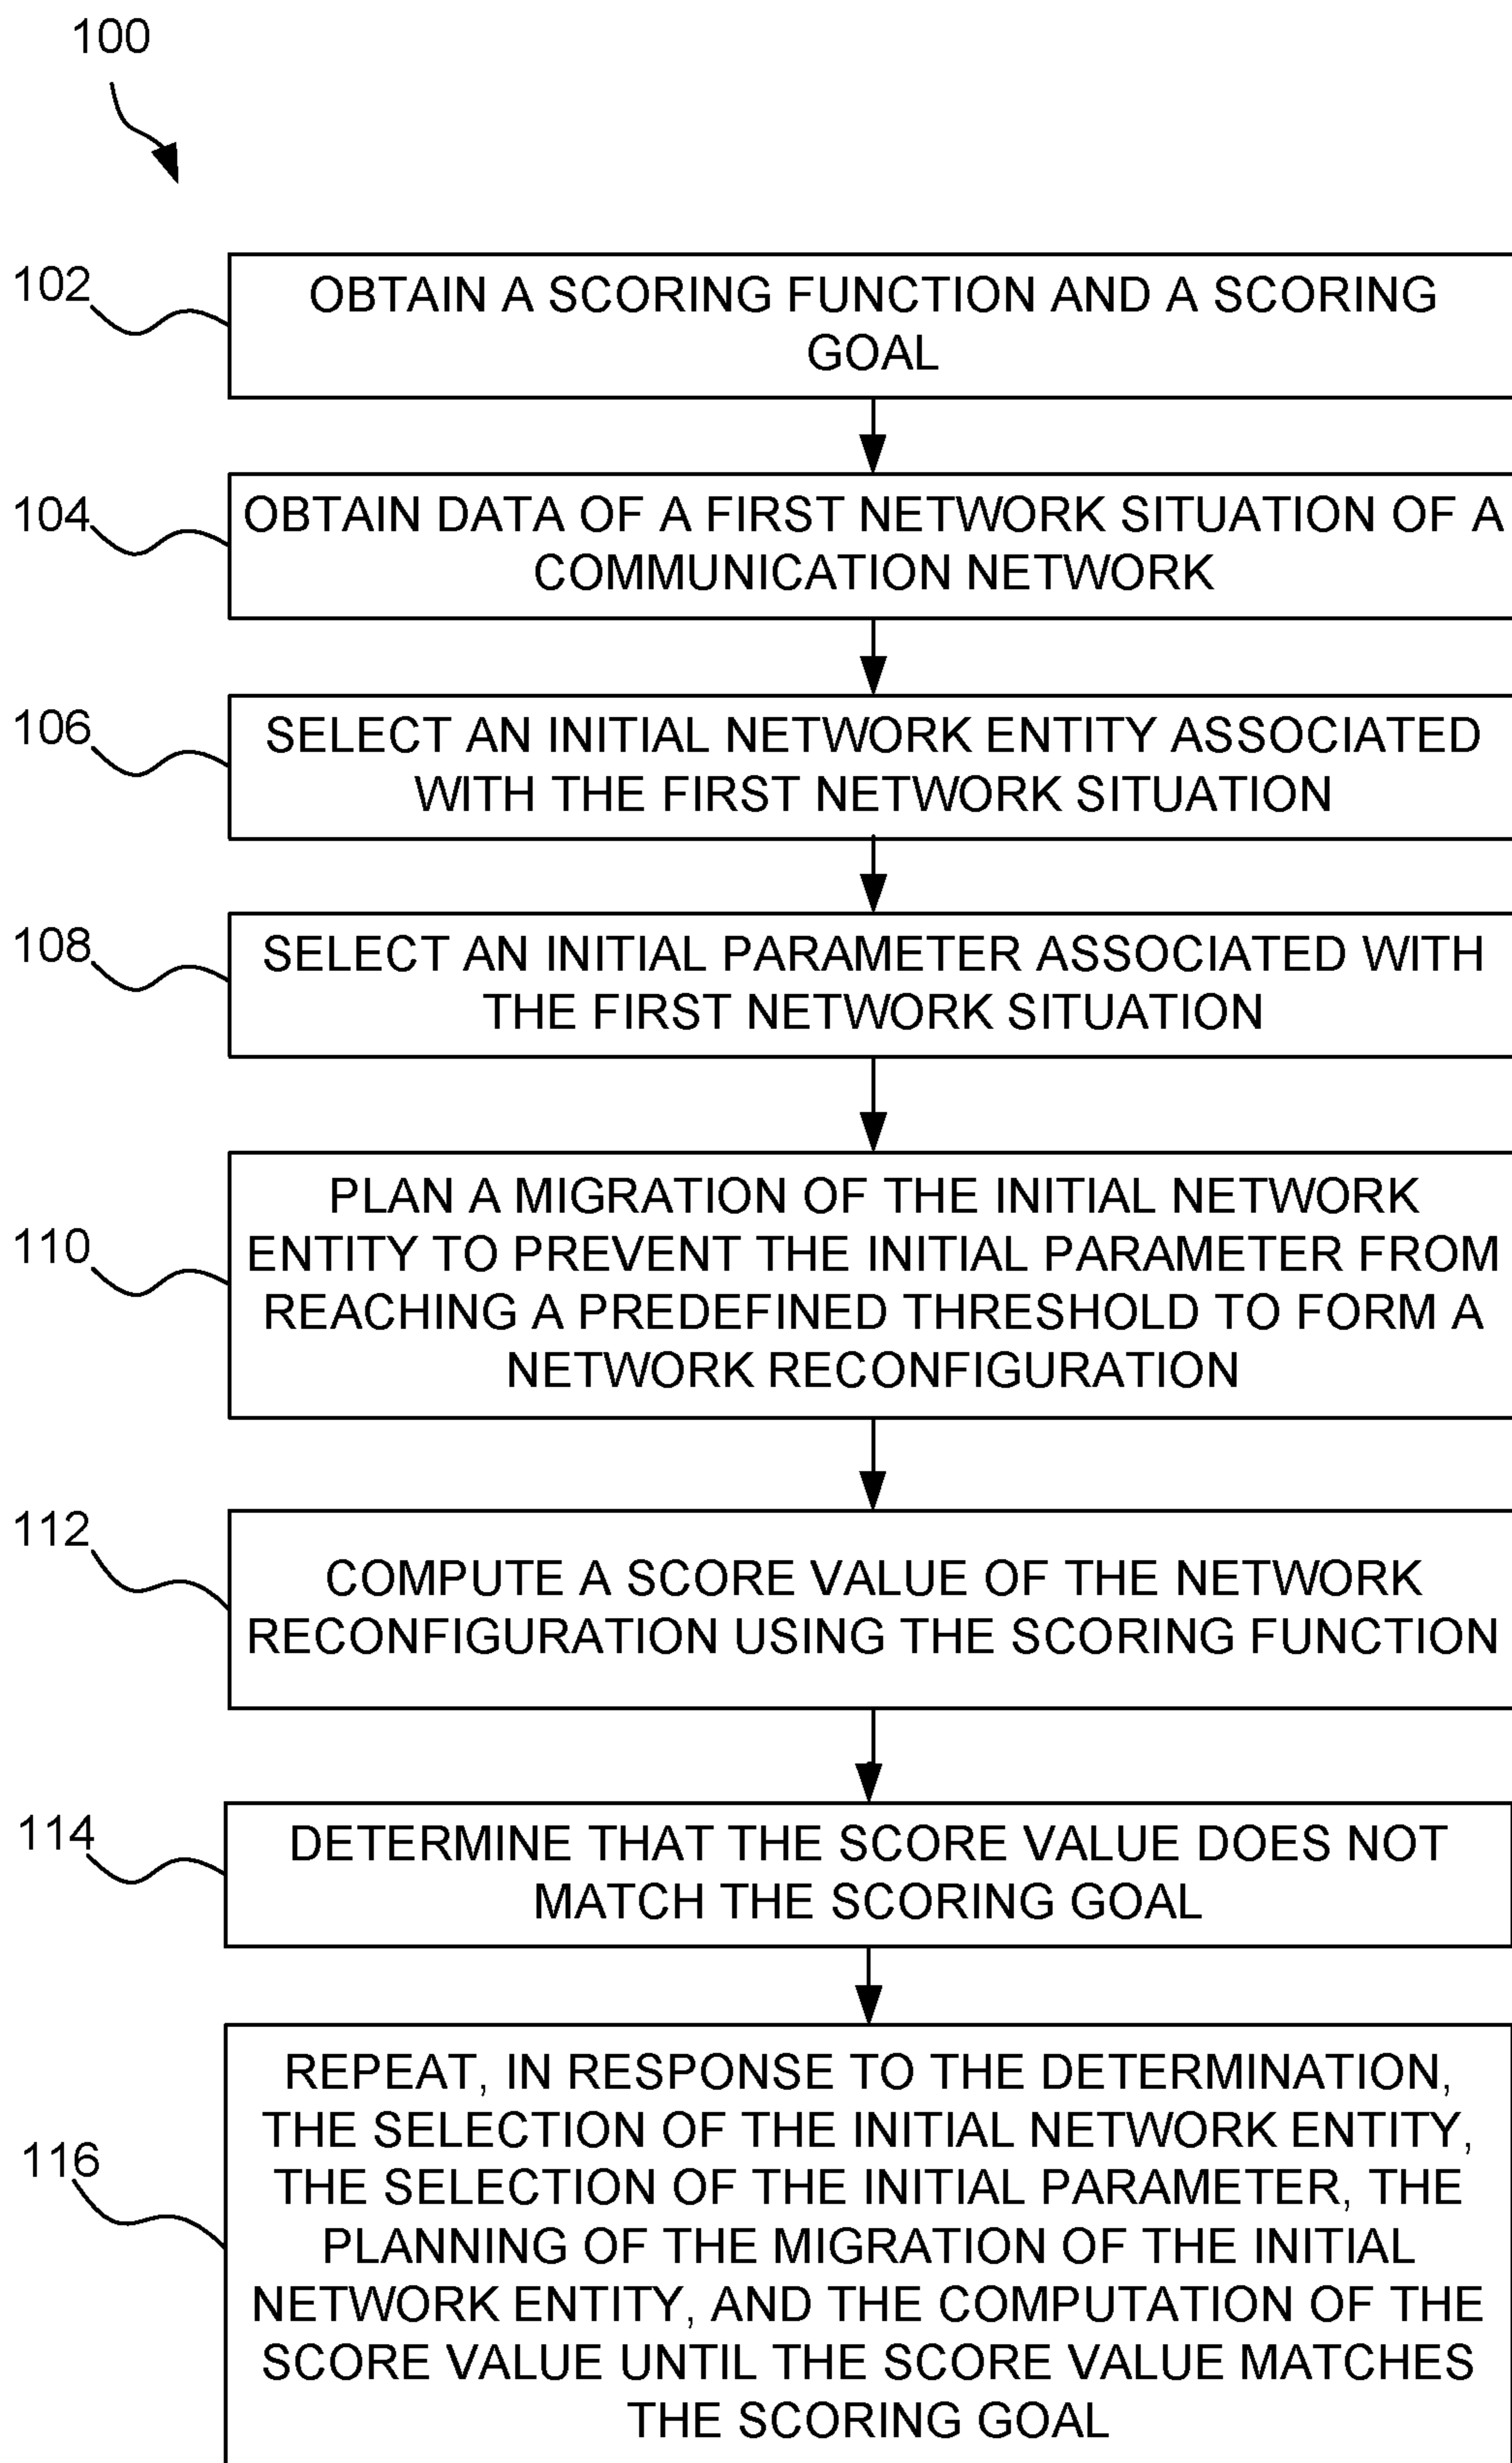 100
102
OBTAIN A SCORING FUNCTION AND A SCORING
GOAL
104
OBTAIN DATA OF A FIRST NETWORK SITUATION OF A
COMMUNICATION NETWORK
106
SELECT AN INITIAL NETWORK ENTITY ASSOCIATED
WITH THE FIRST NETWORK SITUATION
108
SELECT AN INITIAL PARAMETER ASSOCIATED WITH
THE FIRST NETWORK SITUATION
110
PLAN A MIGRATION OF THE INITIAL NETWORK
ENTITY TO PREVENT THE INITIAL PARAMETER FROM
REACHING A PREDEFINED THRESHOLD TO FORM A
NETWORK RECONFIGURATION
112
COMPUTE A SCORE VALUE OF THE NETWORK
RECONFIGURATION USING THE SCORING FUNCTION
114
DETERMINE THAT THE SCORE VALUE DOES NOT
MATCH THE SCORING GOAL
116
REPEAT, IN RESPONSE TO THE DETERMINATION,
THE SELECTION OF THE INITIAL NETWORK ENTITY,
THE SELECTION OF THE INITIAL PARAMETER, THE
PLANNING OF THE MIGRATION OF THE INITIAL
NETWORK ENTITY, AND THE COMPUTATION OF THE
SCORE VALUE UNTIL THE SCORE VALUE MATCHES
THE SCORING GOAL